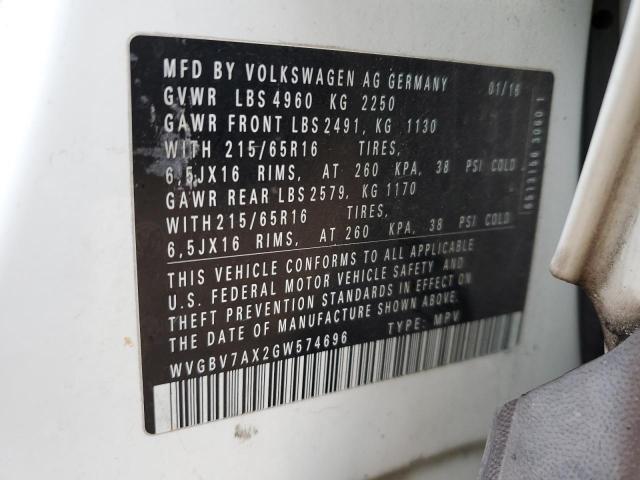 MFD BY VOLKSWAGEN AG GERMANY 01/16
GVWR LBS 4960 KG 2250
GAWR FRONT LBS 2491, KG 1130
WITH 215/65R16 TIRES,
6,5JX16 RIMS, AT 260 KPA, 38 PSI COLD
GAWR REAR LBS 2579, KG 1170
WITH 215/65R16 TIRES,
6,5JX16 RIMS, AT 260 KPA, 38 PSI COLD
THIS VEHICLE CONFORMS TO ALL APPLICABLE
U.S. FEDERAL MOTOR VEHICLE SAFETY AND
THEFT PREVENTION STANDARDS IN EFFECT ON
THE DATE OF MANUFACTURE SHOWN ABOVE.
WVGBV7AX2GW574696 TYPE: MPV